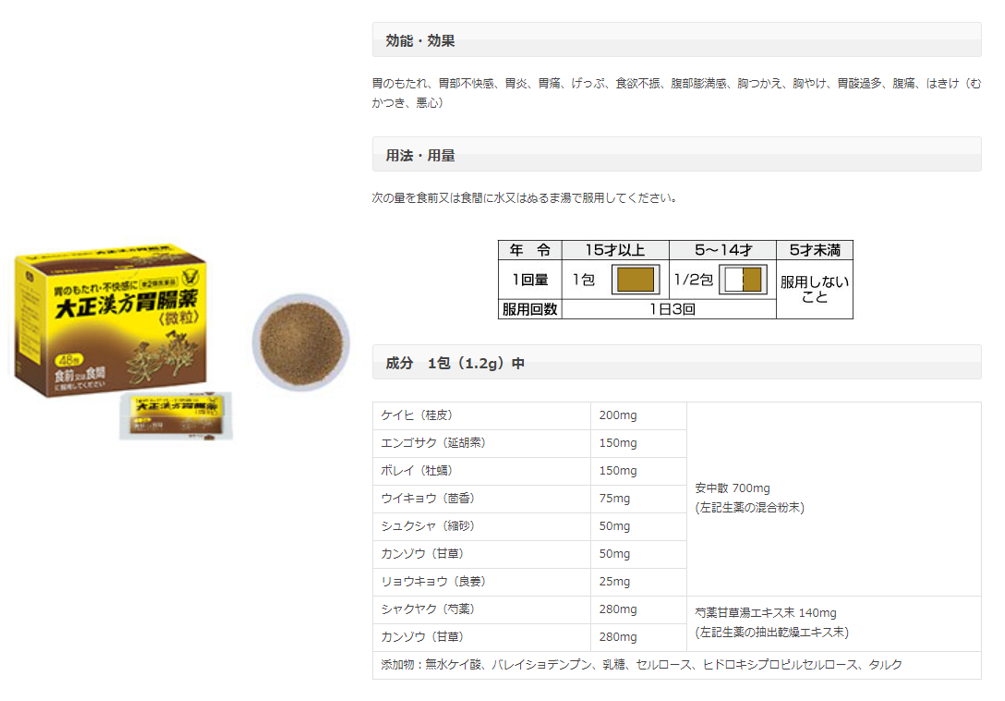 効能・効果
胃のもたれ、胃部不快感、胃炎、胃痛、げっぷ、食欲不振、腹部膨満感、胸つかえ、胸やけ、胃酸過多、腹痛、はきけ（む
かつき、悪心）
用法・用量
次の量を食前又は食間に水又はぬるま湯で服用してください。
年　令 15才以上 5～14才 5才未満
1回量 1包 1/2包 服用しない
こと
服用回数 1日3回
胃のもたれ・不快感に 第2類医薬品
大正漢方胃腸薬
〈微粒〉
48包
食前又は食間
に服用してください
大正漢方胃腸薬
成分　1包（1.2g）中
ケイヒ（桂皮） 200mg
エンゴサク（延胡索） 150mg
ボレイ（牡蛎） 150mg
ウイキョウ（茴香） 75mg
シュクシャ（縮砂） 50mg
カンゾウ（甘草） 50mg
リョウキョウ（良姜） 25mg
安中散 700mg
(左記生薬の混合粉末)
シャクヤク（芍薬） 280mg
カンゾウ（甘草） 280mg
芍薬甘草湯エキス末 140mg
(左記生薬の抽出乾燥エキス末)
添加物：無水ケイ酸、バレイショデンプン、乳糖、セルロース、ヒドロキシプロピルセルロース、タルク